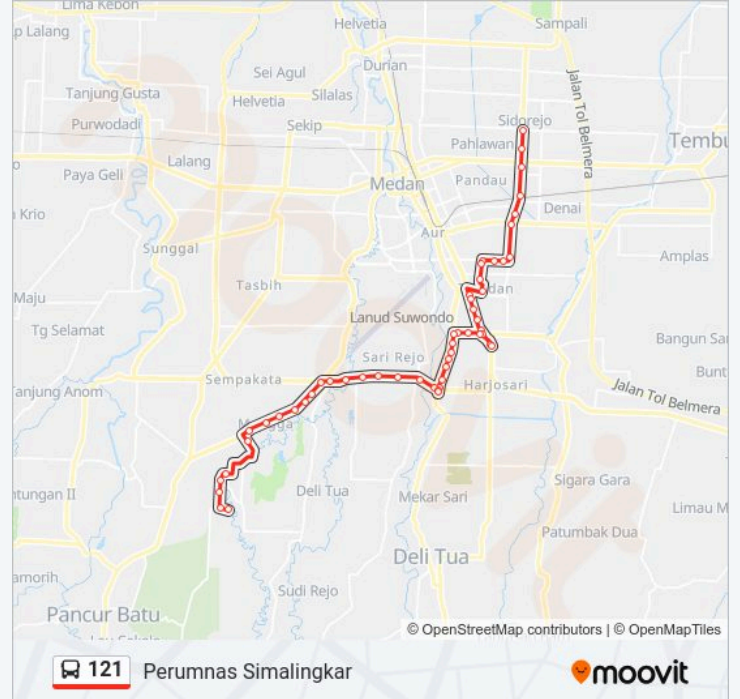 Lima Kebon
p Lalang
Helvetia
Sampali
Durian
Sei Agul
Tanjung Gusta
Helvetia
Silalas
Jalan Tol Belmera
Purwodadi
Sekip
Sidorejo
Pahlawan
Tembu
Lalang
Paya Geli
Medan
Pandau
Krio
Denai
Aur
Sunggal
Amplas
Tasbih
dan
Maju
Lanud Suwondo
Tg Selamat
Bangun Sa
Sari Rejo
Bunt
anjung Anom
Sempakata
Harjosari
Jalan Tol Belmera
Deli Tua
Sigara Gara
ntungan II
Mekar Sari
Limau M
Patumbak Dua
Deli Tua
amorih
Sudi Rejo
Pancur Batu
© OpenStreetMap contributors | © OpenMapTiles
121 Perumnas Simalingkar
moovit